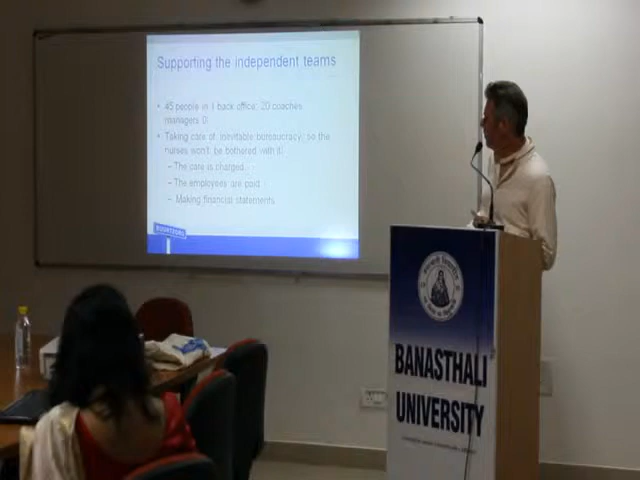 Supporting the independent teams
• 45 people in 1 back office; 20 coaches,
managers 0!
• Taking care of, inevitable bureaucracy, so the
nurses won't be bothered with it!
– The care is charged
– The employees are paid
– Making financial statements
BUURTZORG
BANASTHALI
UNIVERSITY